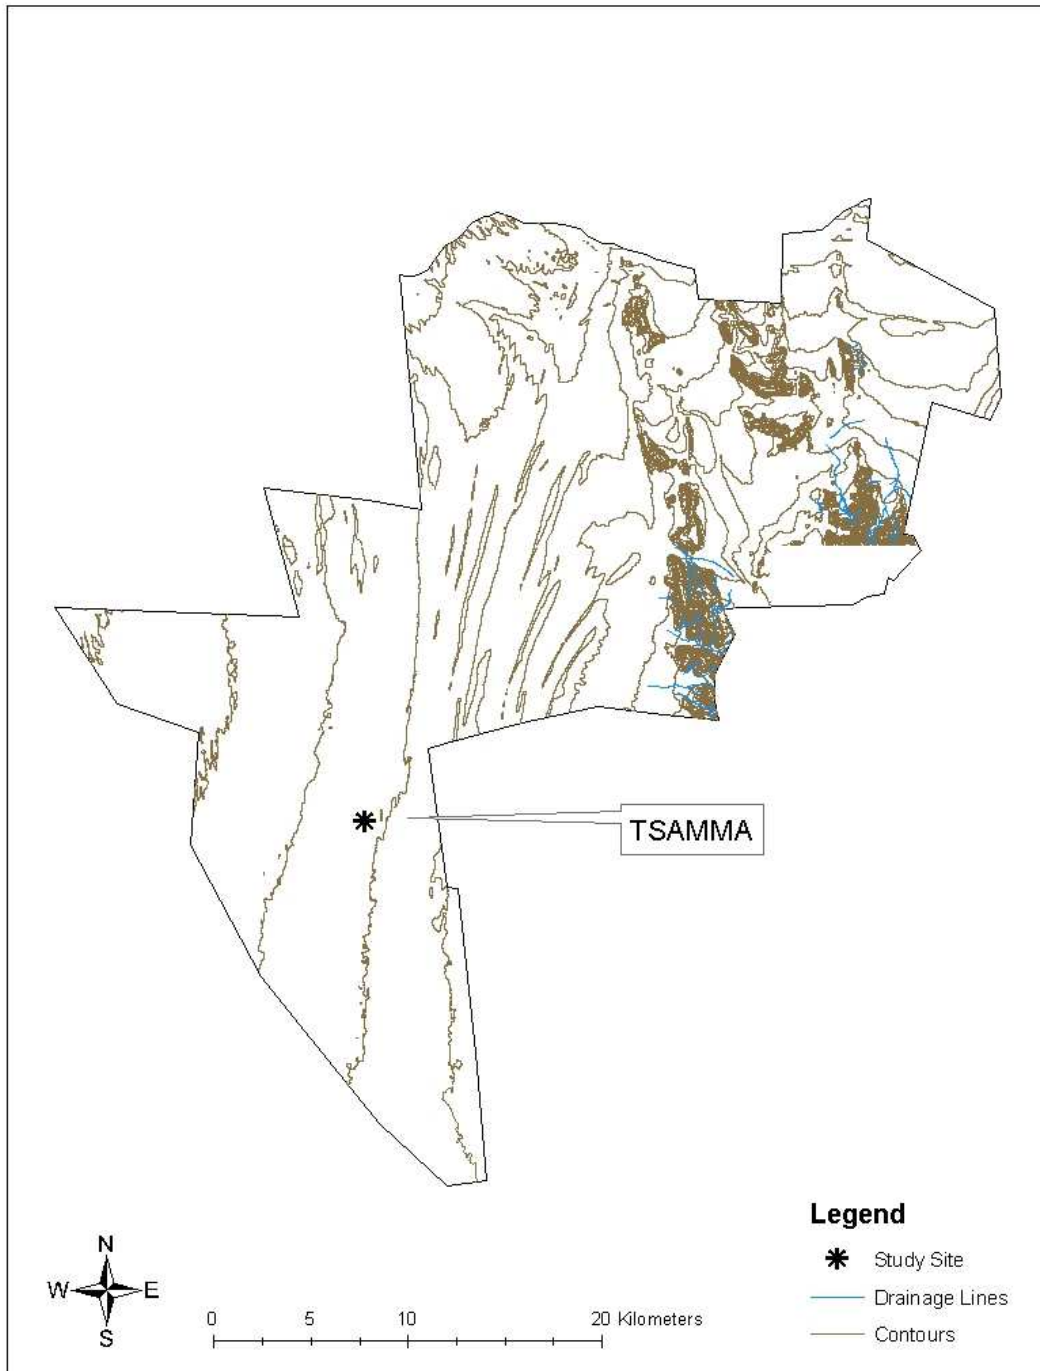 TSAMMA
Legend
Study Site
Drainage Lines
Contours
N
W E
S
0 5 10 20 Kilometers